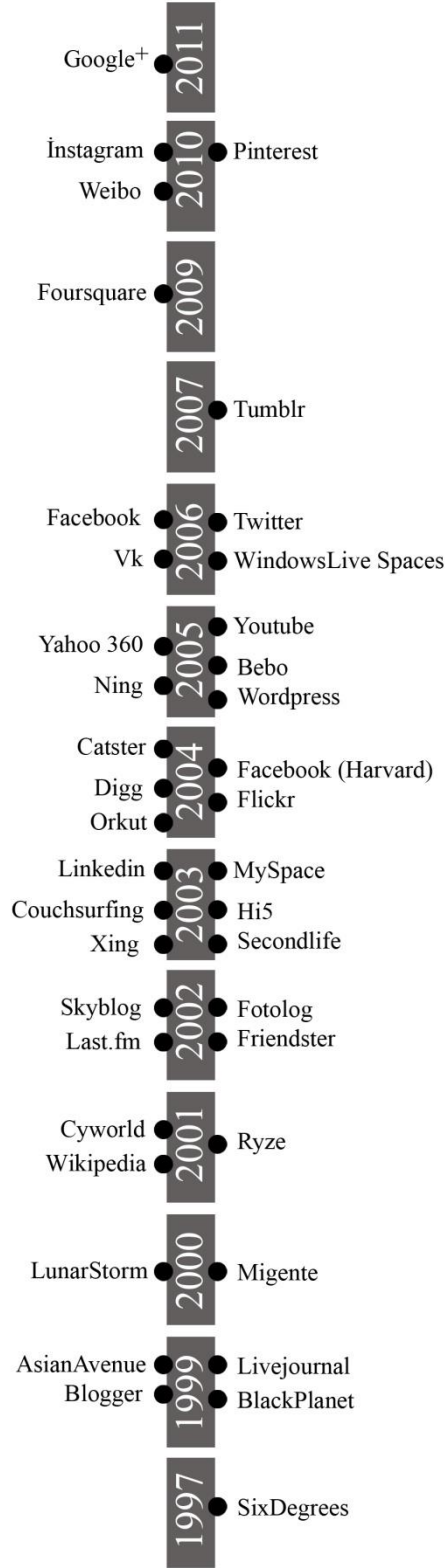 Google+
2011
İnstagram
Pinterest
Weibo
2010
Foursquare
2009
Tumblr
2007
Facebook
Twitter
Vk
WindowsLive Spaces
2006
Youtube
Yahoo 360
Bebo
Ning
Wordpress
2005
Catster
Facebook (Harvard)
Digg
Flickr
Orkut
2004
Linkedin
MySpace
Couchsurfing
Hi5
Xing
Secondlife
2003
Skyblog
Fotolog
Last.fm
Friendster
2002
Cyworld
Ryze
Wikipedia
2001
LunarStorm
Migente
2000
AsianAvenue
Livejournal
Blogger
BlackPlanet
1999
SixDegrees
1997